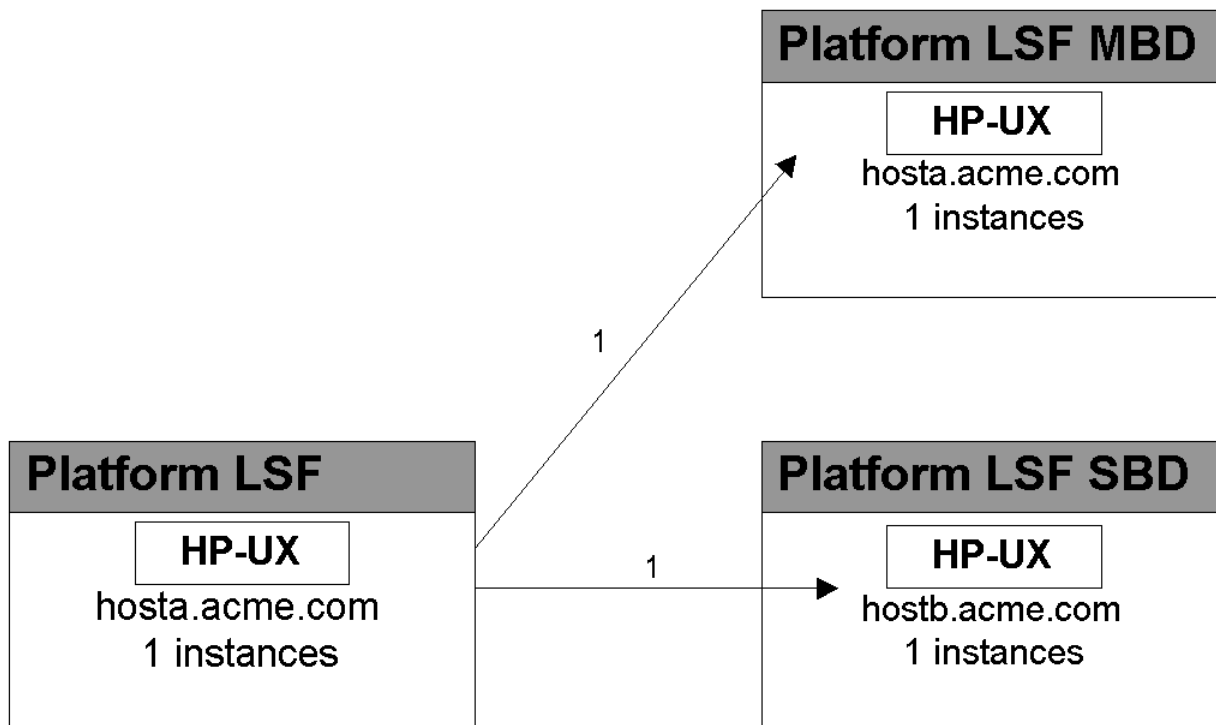 Platform LSF MBD
HP-UX
hosta.acme.com
1 instances
1
Platform LSF
HP-UX
hosta.acme.com
1 instances
1
Platform LSF SBD
HP-UX
hostb.acme.com
1 instances